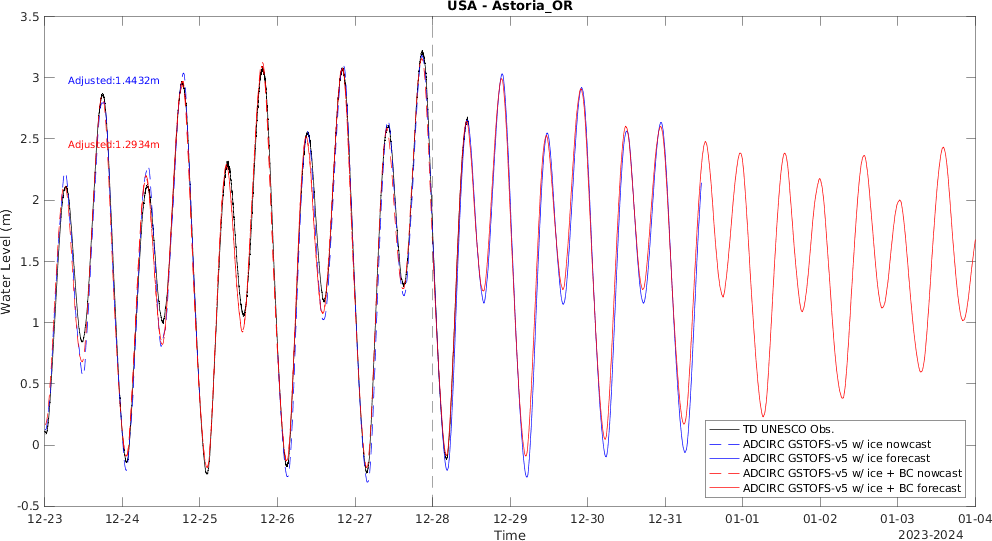 USA - Astoria_OR
3.5
3
2.5
2
1.5
1
0.5
0
-0.5
Water Level (m)
Adjusted:1.4432m
Adjusted:1.2934m
TD UNESCO Obs.
ADCIRC GSTOFS-v5 w/ ice nowcast
ADCIRC GSTOFS-v5 w/ ice forecast
ADCIRC GSTOFS-v5 w/ ice + BC nowcast
ADCIRC GSTOFS-v5 w/ ice + BC forecast
12-23 12-24 12-25 12-26 12-27 12-28 12-29 12-30 12-31 01-01 01-02 01-03 01-04
Time
2023-2024